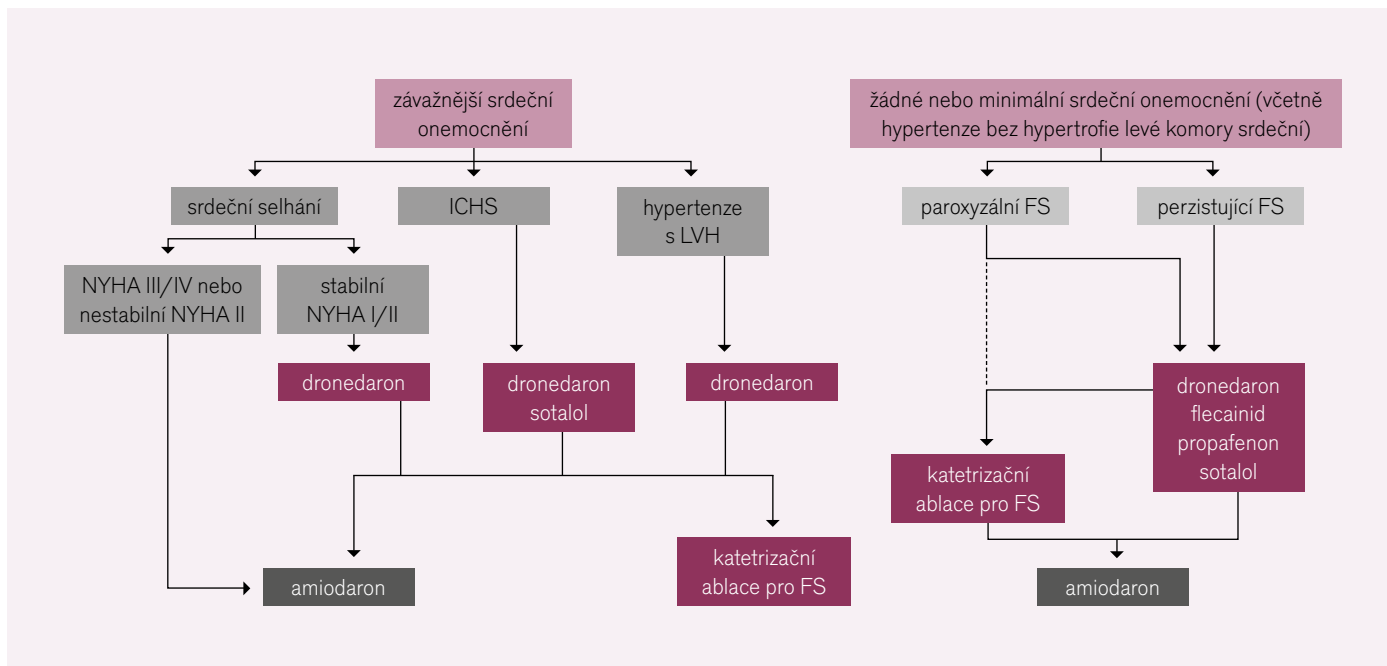 závažnější srdeční
onemocnění
žádné nebo minimální srdeční onemocnění (včetně
hypertenze bez hypertrofie levé komory srdeční)
srdeční selhání
ICHS
hypertenze
s LVH
paroxyzální FS
perzistující FS
NYHA III/IV nebo
nestabilní NYHA II
stabilní
NYHA I/II
dronedaron
dronedaron
sotalol
dronedaron
dronedaron
flecainid
propafenon
sotalol
katetrizační
ablace pro FS
katetrizační
ablace pro FS
amiodaron
amiodaron